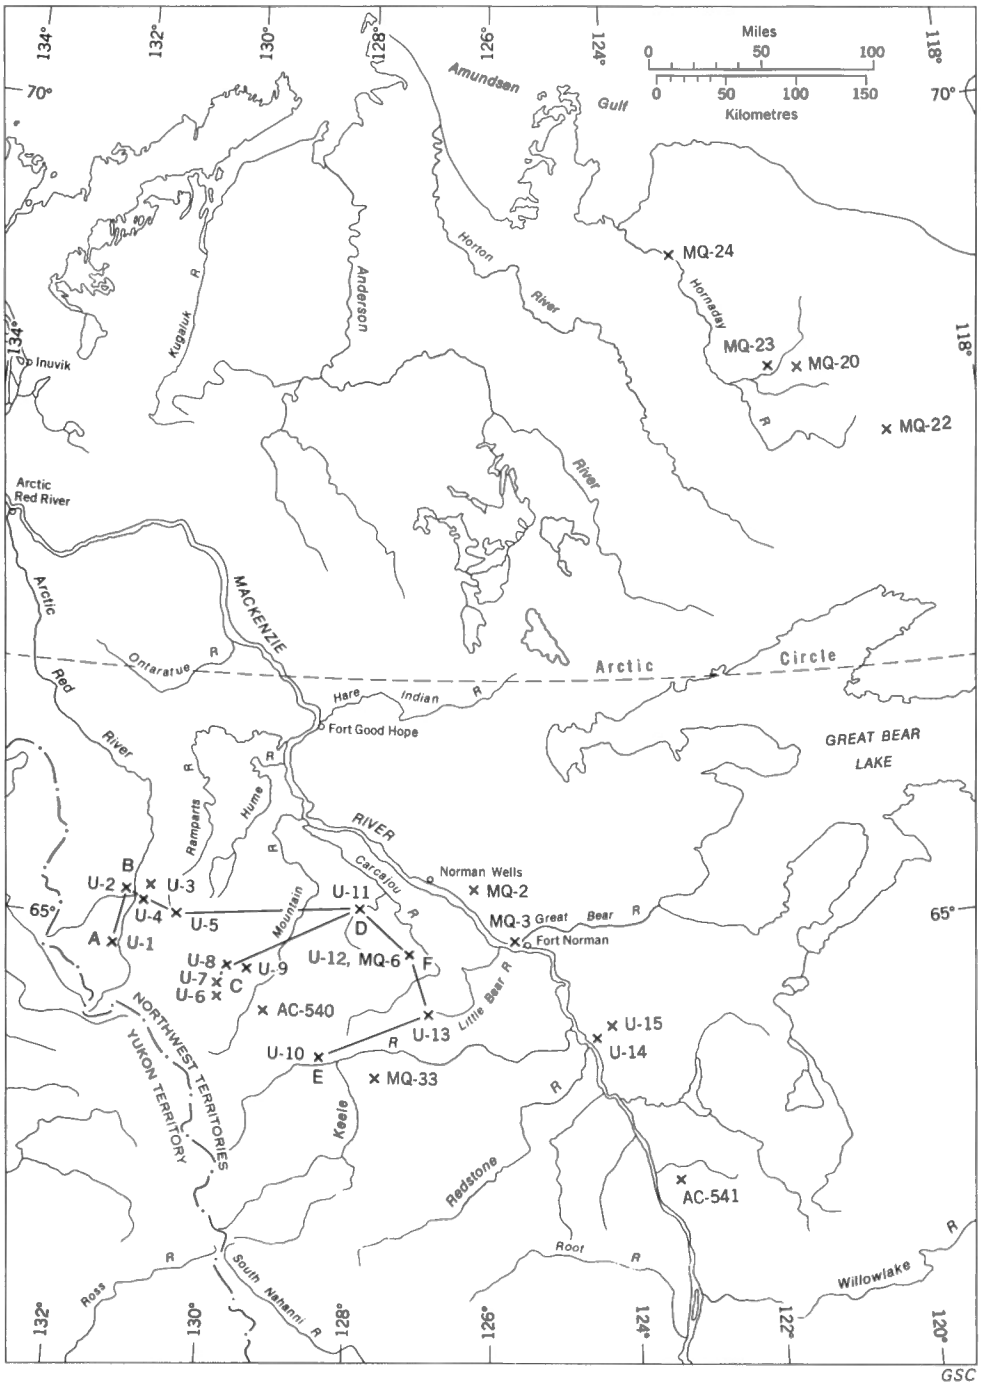 134°
132°
130°
128°
126°
124°
118°
Miles
0 50 100
0 50 100 150
Kilometres
70°
70°
Amundsen
Gulf
Horton
River
Anderson
Kugaluk
R
MQ-24
Hornaday
MQ-23
MQ-20
R
MQ-22
134°
118°
Inuvik
River
Arctic
Red River
Arctic
Red
River
MACKENZIE
Ontaratue R
Arctic Circle
Hare Indian R
Fort Good Hope
GREAT BEAR
LAKE
R
R
Ramparts
Hume
R
RIVER
Carcajou
R
Mountain
Norman Wells
MQ-2
B
U-2
U-3
U-4
U-5
65°
65°
A
U-1
U-11
D
MQ-3
Great Bear R
Fort Norman
U-8
U-9
U-7
C
U-6
U-12, MQ-6
F
AC-540
Little Bear R
U-13
U-15
U-14
NORTHWEST TERRITORIES
YUKON TERRITORY
U-10
E
R
MQ-33
Keele
R
Redstone
AC-541
Root R
R
Willowlake
Ross
R
South Nahanni R
132°
130°
128°
126°
124°
122°
120°
GSC